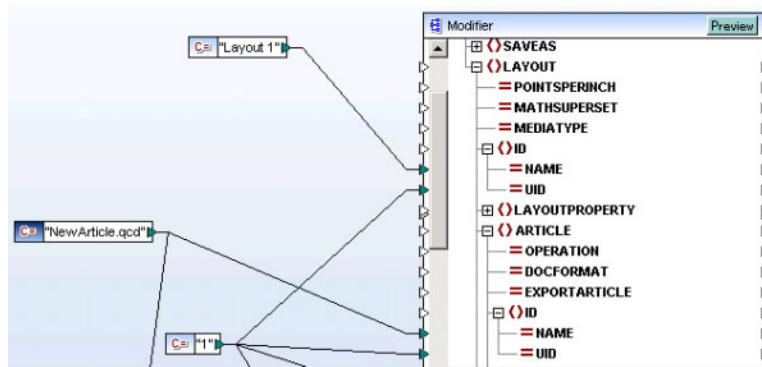 Modifier
Preview
SAVEAS
"Layout 1"
LAYOUT
POINTSPERINCH
MATHSUPERSET
MEDIATYPE
ID
NAME
UID
LAYOUTPROPERTY
"NewArticle.qcd"
ARTICLE
OPERATION
DOCFORMAT
EXPORTARTICLE
ID
NAME
"1"
UID